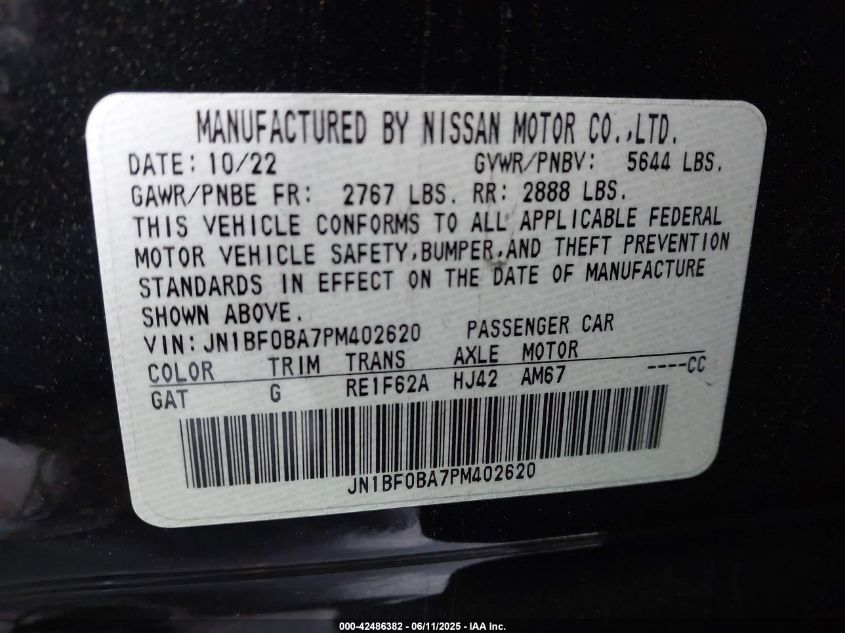 MANUFACTURED BY NISSAN MOTOR CO.,LTD.
DATE: 10/22 GVWR/PNBV: 5644 LBS.
GAWR/PNBE FR: 2767 LBS. RR: 2888 LBS.
THIS VEHICLE CONFORMS TO ALL APPLICABLE FEDERAL
MOTOR VEHICLE SAFETY,BUMPER,AND THEFT PREVENTION
STANDARDS IN EFFECT ON THE DATE OF MANUFACTURE
SHOWN ABOVE.
VIN: JN1BF0BA7PM402620 PASSENGER CAR
COLOR TRIM TRANS AXLE MOTOR
GAT G RE1F62A HJ42 AM67 ----CC
JN1BF0BA7PM402620
000-42486382 - 06/11/2025 - IAA Inc.